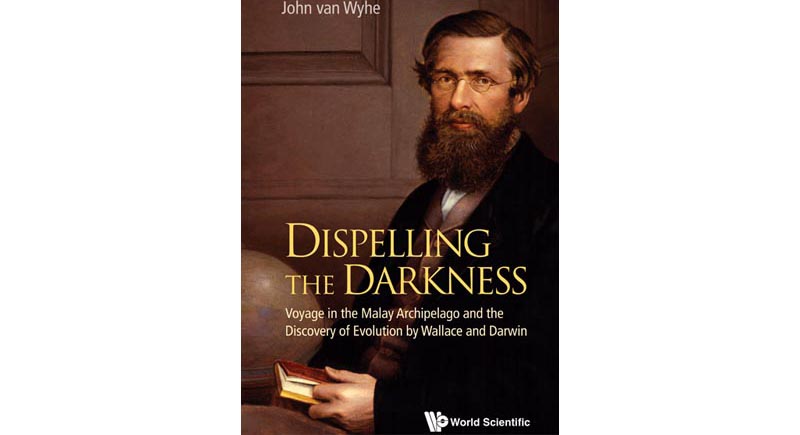 John van Wyhe
DISPELLING
THE DARKNESS
Voyage in the Malay Archipelago and the
Discovery of Evolution by Wallace and Darwin
World Scientific